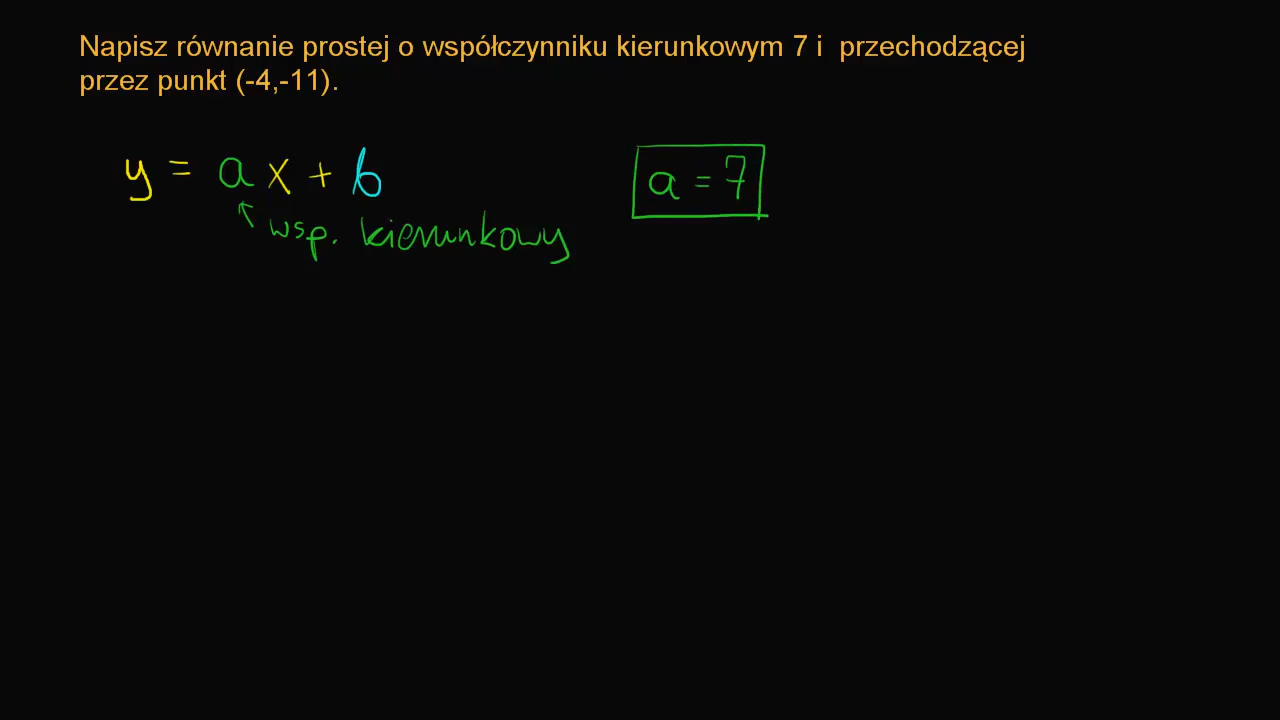 Napisz równanie prostej o współczynniku kierunkowym 7 i przechodzącej
przez punkt (-4,-11).
y = ax + b
a = 7
wsp. kierunkowy